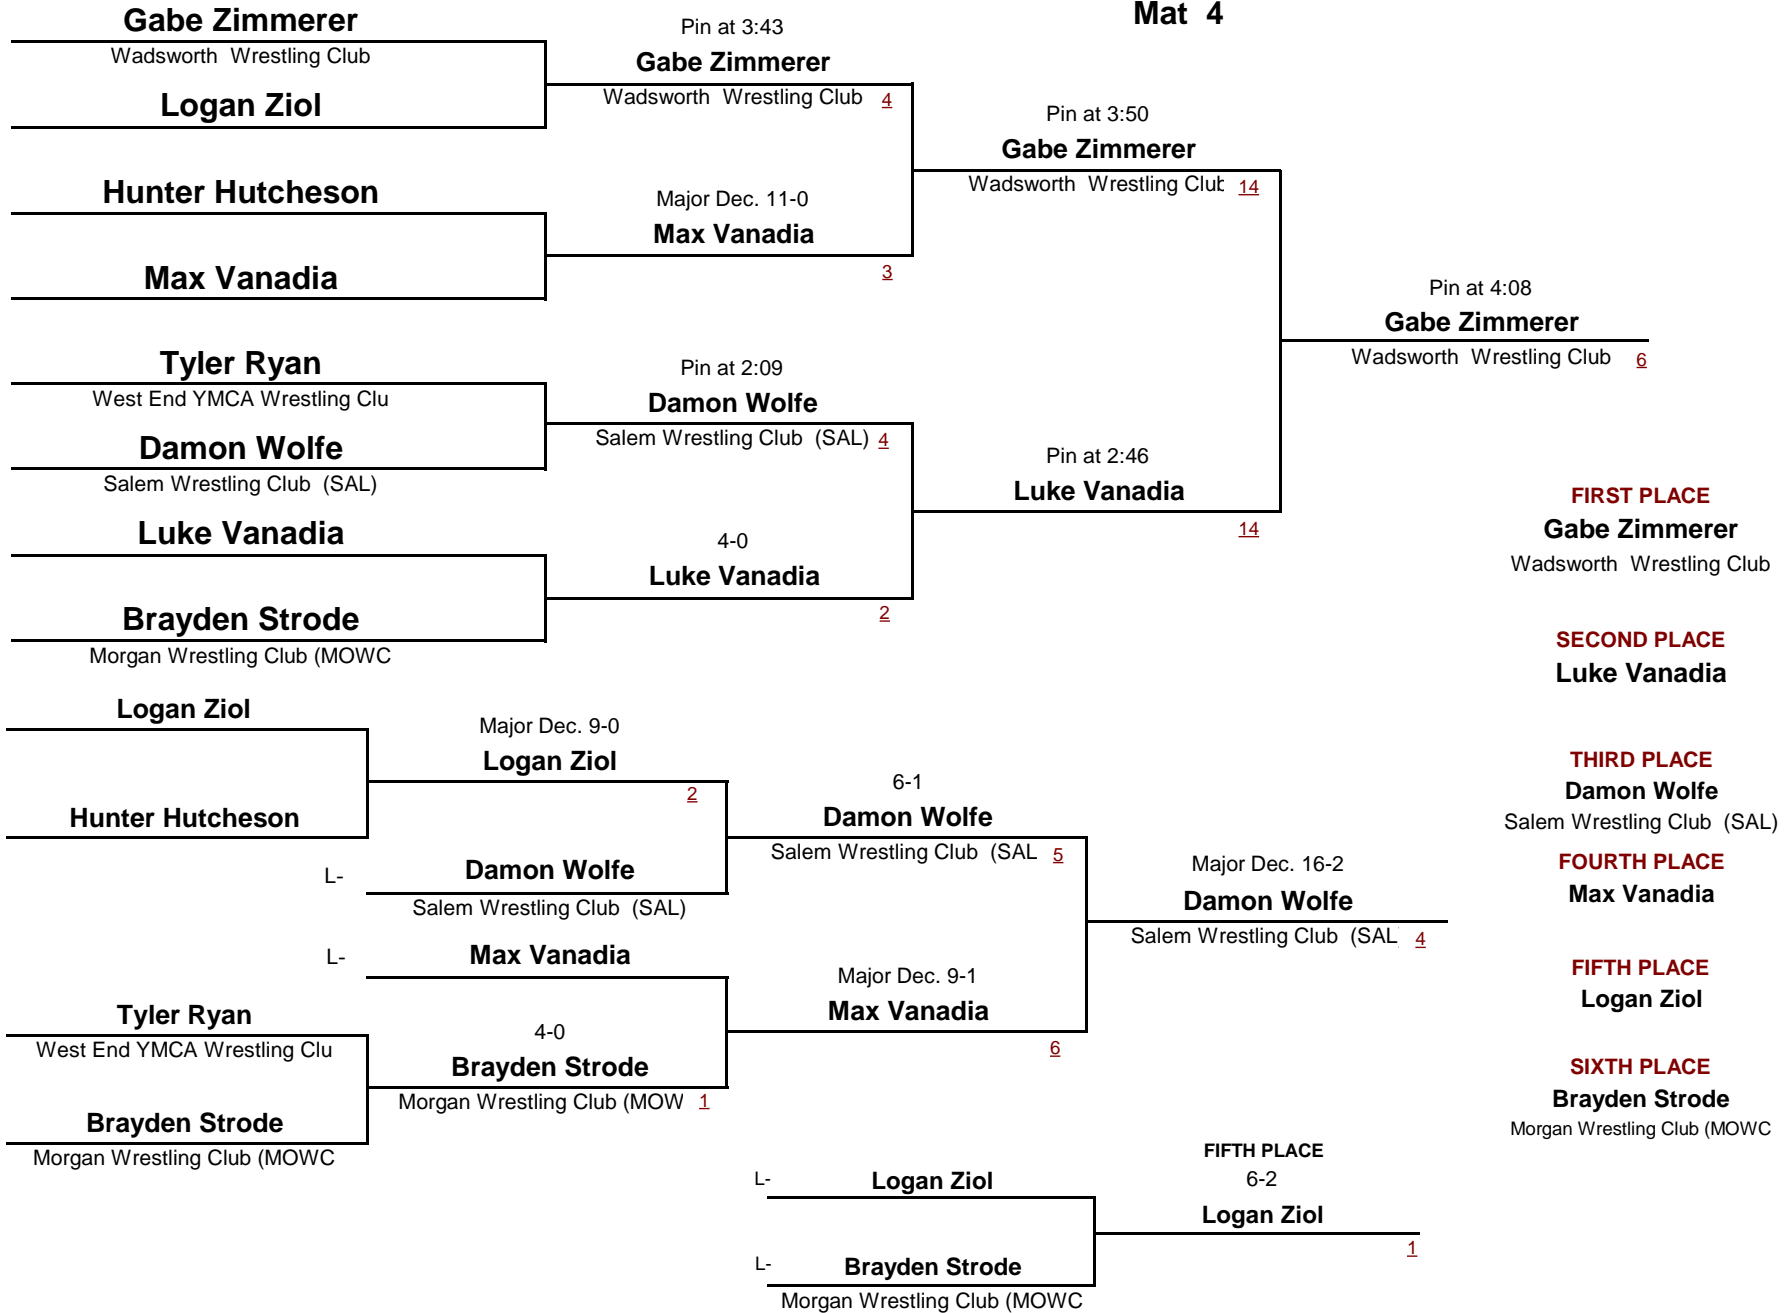 Mat 4
Gabe Zimmerer
Wadsworth Wrestling Club
Logan Ziol
Pin at 3:43
Gabe Zimmerer
Wadsworth Wrestling Club 4
Hunter Hutcheson
Max Vanadia
Major Dec. 11-0
Max Vanadia
3
Pin at 3:50
Gabe Zimmerer
Wadsworth Wrestling Club 14
Tyler Ryan
West End YMCA Wrestling Clu
Damon Wolfe
Salem Wrestling Club (SAL)
Pin at 2:09
Damon Wolfe
Salem Wrestling Club (SAL) 4
Luke Vanadia
Brayden Strode
Morgan Wrestling Club (MOWC
4-0
Luke Vanadia
2
Pin at 2:46
Luke Vanadia
14
Pin at 4:08
Gabe Zimmerer
Wadsworth Wrestling Club 6
FIRST PLACE
Gabe Zimmerer
Wadsworth Wrestling Club
SECOND PLACE
Luke Vanadia
THIRD PLACE
Damon Wolfe
Salem Wrestling Club (SAL)
FOURTH PLACE
Max Vanadia
FIFTH PLACE
Logan Ziol
SIXTH PLACE
Brayden Strode
Morgan Wrestling Club (MOWC
Logan Ziol
Hunter Hutcheson
Major Dec. 9-0
Logan Ziol
2
L-
Damon Wolfe
Salem Wrestling Club (SAL)
6-1
Damon Wolfe
Salem Wrestling Club (SAL 5
L-
Max Vanadia
Tyler Ryan
West End YMCA Wrestling Clu
Brayden Strode
Morgan Wrestling Club (MOWC
4-0
Brayden Strode
Morgan Wrestling Club (MOW 1
Major Dec. 9-1
Max Vanadia
6
Major Dec. 16-2
Damon Wolfe
Salem Wrestling Club (SAL 4
L-
Logan Ziol
L-
Brayden Strode
Morgan Wrestling Club (MOWC
FIFTH PLACE
6-2
Logan Ziol
1